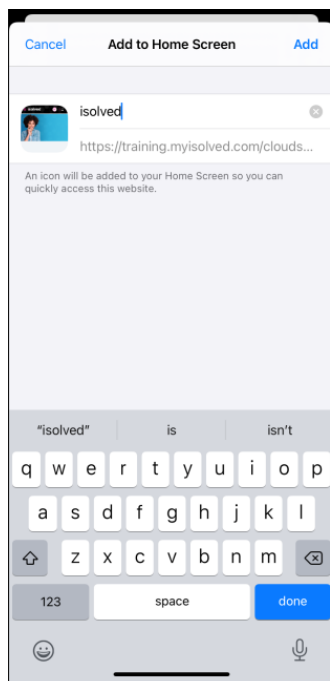 Cancel Add to Home Screen Add
isolved
https://training.myisolved.com/clouds...
An icon will be added to your Home Screen so you can
quickly access this website.
“isolved” is isn't
q w e r t y u i o p
a s d f g h j k l
z x c v b n m
123 space done